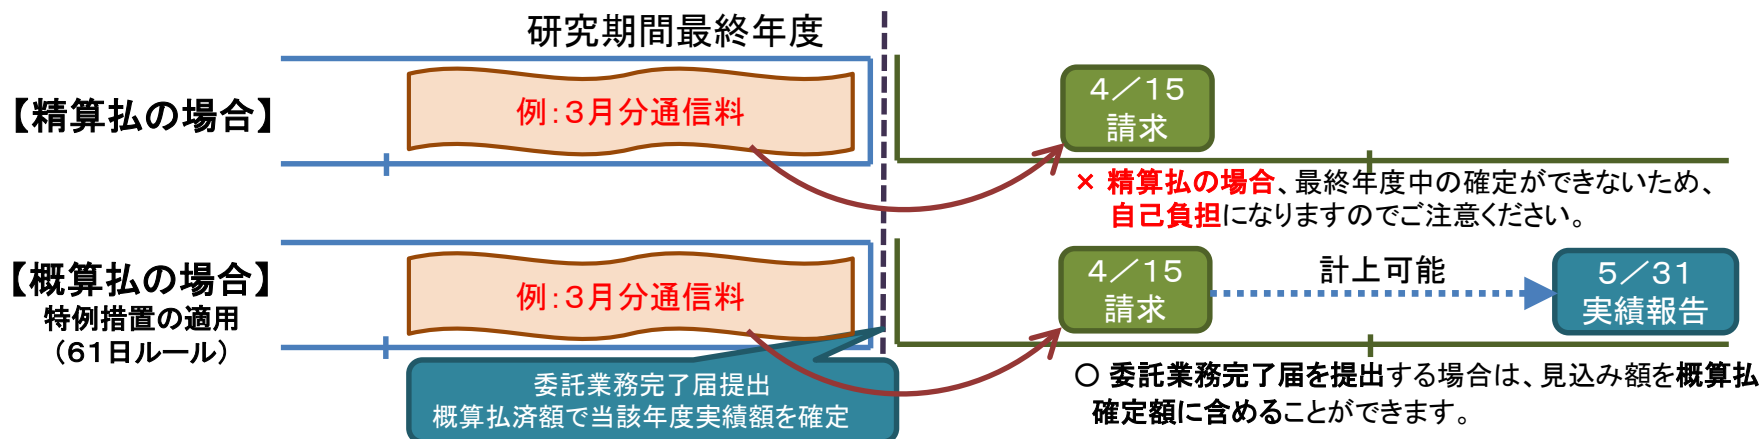 研究期間最終年度
【精算払の場合】
例：３月分通信料
４／１５
請求
× 精算払の場合、最終年度中の確定ができないため、
自己負担になりますのでご注意ください。
【概算払の場合】
特例措置の適用
（６１日ルール）
例：３月分通信料
４／１５
請求
計上可能
５／３１
実績報告
委託業務完了届提出
概算払済額で当該年度実績額を確定
○ 委託業務完了届を提出する場合は、見込み額を概算払
確定額に含めることができます。